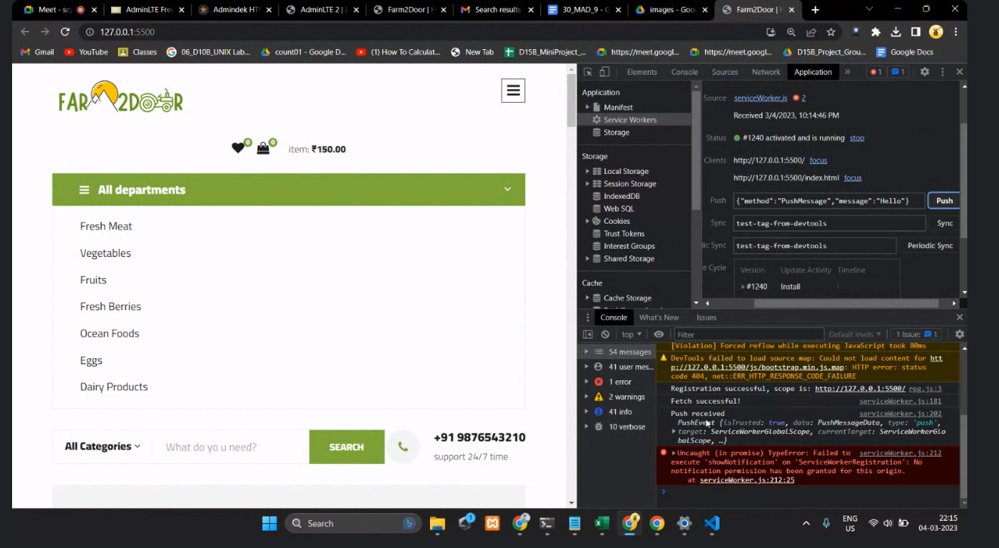 Meet - sc
AdminLTE Fre
Admindek HT
AdminLTE 2 | 
Farm2Door | H
Search results
30_MAD_9 - G
images - Goo
Farm2Door | H
127.0.0.1:5500
Gmail
YouTube
Classes
06_D10B_UNIX Lab...
count01 - Google D...
(1) How To Calculat...
New Tab
D15B_MiniProject_...
https://meet.googl...
https://meet.googl...
D15B_Project_Grou...
Google Docs
FARM2DOOR
0
0
item: ₹150.00
All departments
Fresh Meat
Vegetables
Fruits
Fresh Berries
Ocean Foods
Eggs
Dairy Products
All Categories
What do yo u need?
SEARCH
+91 9876543210
support 24/7 time
Elements
Console
Sources
Network
Application
»
1
1
Application
Manifest
Service Workers
Storage
Storage
Local Storage
Session Storage
IndexedDB
Web SQL
Cookies
Trust Tokens
Interest Groups
Shared Storage
Cache
Cache Storage
Source serviceWorker.js 2
Received 3/4/2023, 10:14:46 PM
Status #1240 activated and is running stop
Clients http://127.0.0.1:5500/ focus
http://127.0.0.1:5500/index.html focus
Push {"method":"PushMessage","message":"Hello"} Push
Sync test-tag-from-devtools Sync
dic Sync test-tag-from-devtools Periodic Sync
e Cycle Version Update Activity Timeline
#1240 Install
Console What's New Issues
top Filter Default levels 1 Issue: 1
54 messages
41 user mes...
1 error
2 warnings
41 info
10 verbose
[Violation] Forced reflow while executing JavaScript took 80ms
DevTools failed to load source map: Could not load content for htt
p://127.0.0.1:5500/js/bootstrap.min.js.map: HTTP error: status
code 404, net::ERR_HTTP_RESPONSE_CODE_FAILURE
Registration successful, scope is: http://127.0.0.1:5500/ reg.js:3
Fetch successful! serviceWorker.js:181
Push received serviceWorker.js:202
PushEvent {isTrusted: true, data: PushMessageData, type: 'push',
target: ServiceWorkerGlobalScope, currentTarget: ServiceWorkerGlo
balScope, …}
Uncaught (in promise) TypeError: Failed to serviceWorker.js:212
execute 'showNotification' on 'ServiceWorkerRegistration': No
notification permission has been granted for this origin.
at serviceWorker.js:212:25
Search
1
ENG
US
22:15
04-03-2023